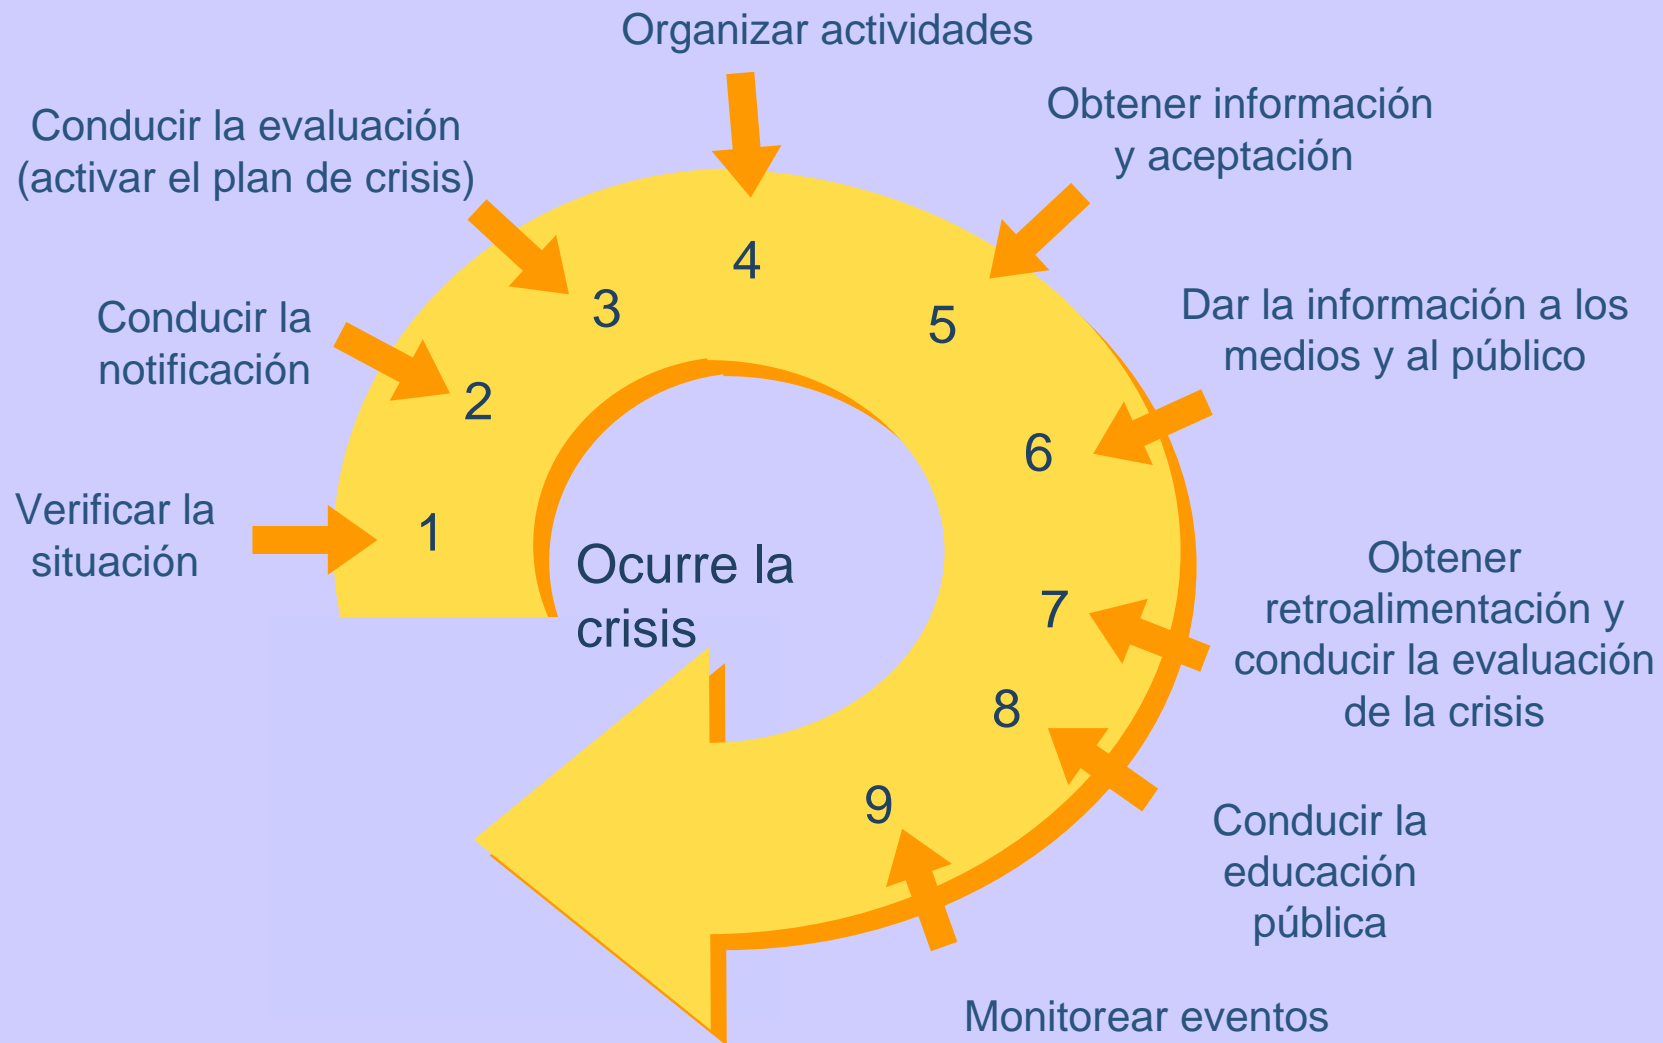 Organizar actividades
Conducir la evaluación
(activar el plan de crisis)
Obtener información
y aceptación
Conducir la
notificación
Dar la información a los
medios y al público
Verificar la
situación
1
2
3
4
5
6
7
8
9
Ocurre la
crisis
Obtener
retroalimentación y
conducir la evaluación
de la crisis
Conducir la
educación
pública
Monitorear eventos